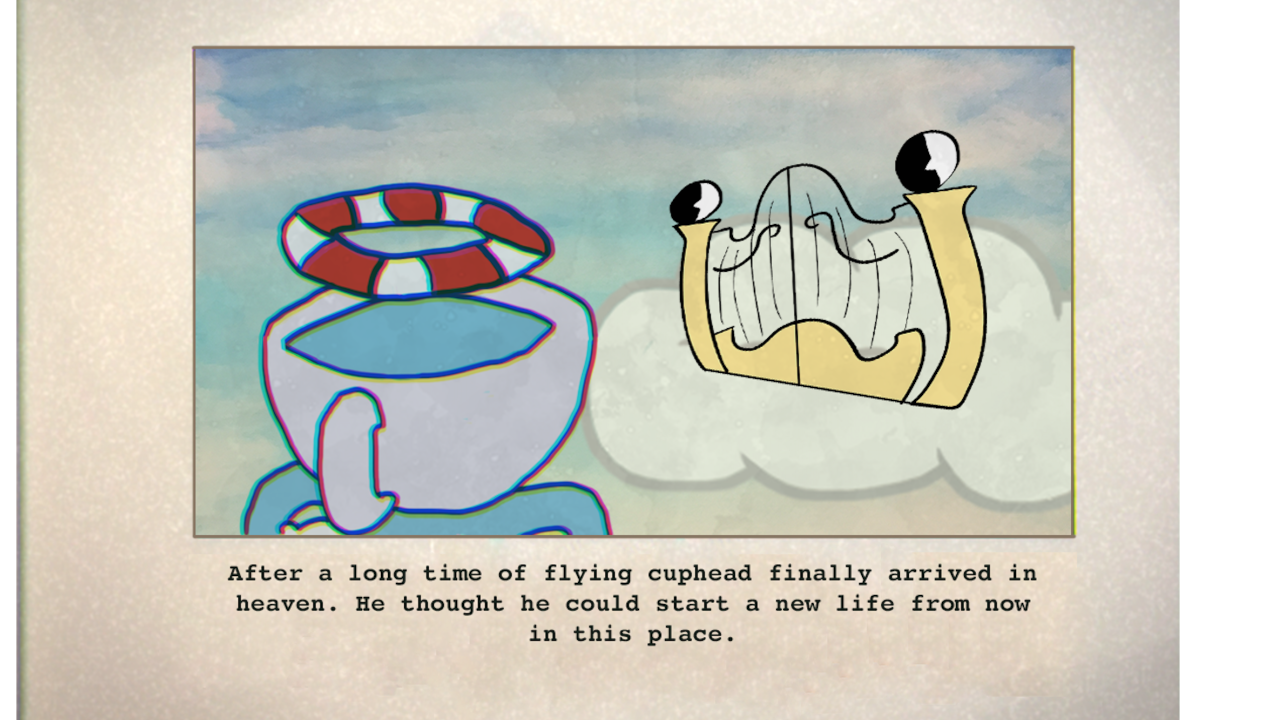 After a long time of flying cuphead finally arrived in
heaven. He thought he could start a new life from now
in this place.